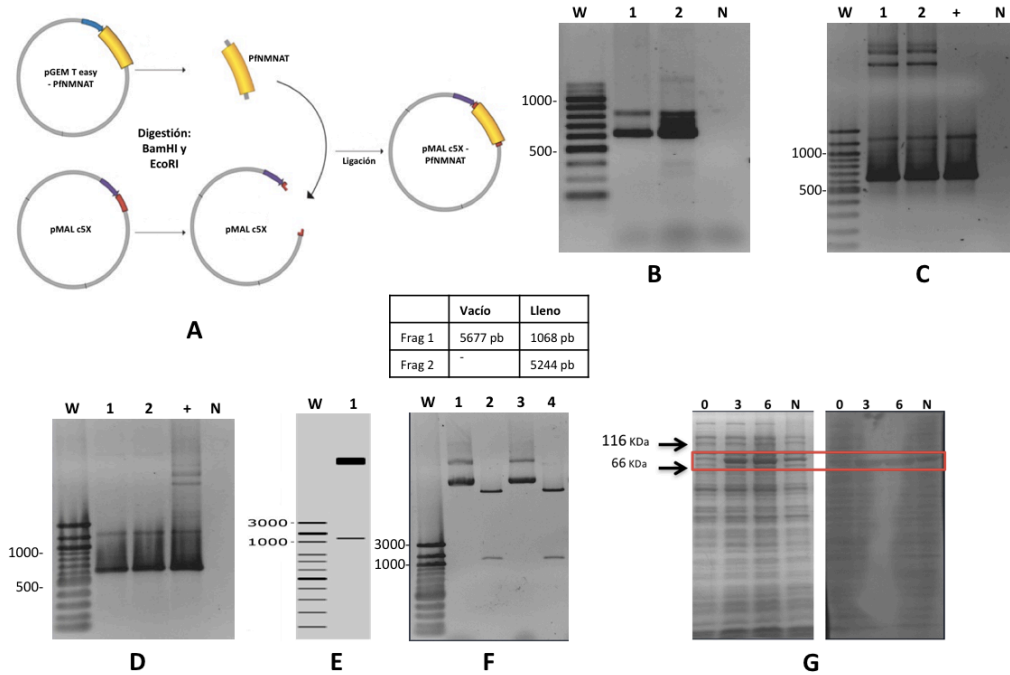 pGEM T easy
- PfNMNAT
PfNMNAT
Digestión:
BamHI y
EcoRI
Ligación
pMAL c5X -
PfNMNAT
pMAL c5X
pMAL c5X
A
W 1 2 N
1000-
500-
B
W 1 2 + N
1000-
500-
C
Vacío Lleno
Frag 1 5677 pb 1068 pb
Frag 2 - 5244 pb
W 1 2 + N
1000-
500-
D
W 1
3000-
1000-
E
W 1 2 3 4
3000-
1000-
F
0 3 6 N
0 3 6 N
116 KDa
66 KDa
G